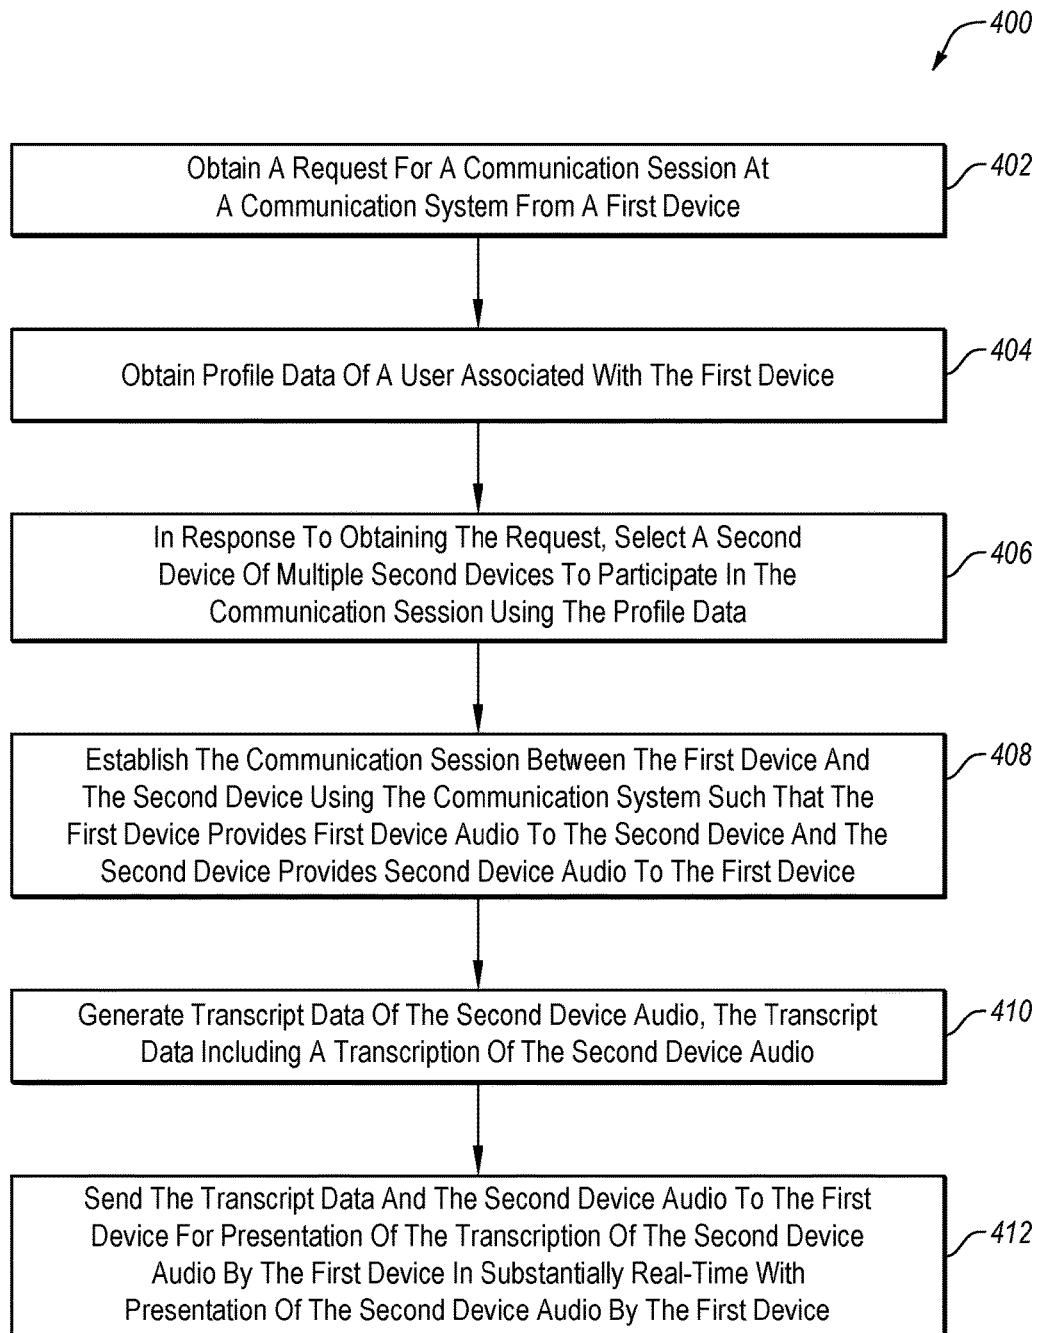 400
Obtain A Request For A Communication Session At
A Communication System From A First Device
402
Obtain Profile Data Of A User Associated With The First Device
404
In Response To Obtaining The Request, Select A Second
Device Of Multiple Second Devices To Participate In The
Communication Session Using The Profile Data
406
Establish The Communication Session Between The First Device And
The Second Device Using The Communication System Such That The
First Device Provides First Device Audio To The Second Device And The
Second Device Provides Second Device Audio To The First Device
408
Generate Transcript Data Of The Second Device Audio, The Transcript
Data Including A Transcription Of The Second Device Audio
410
Send The Transcript Data And The Second Device Audio To The First
Device For Presentation Of The Transcription Of The Second Device
Audio By The First Device In Substantially Real-Time With
Presentation Of The Second Device Audio By The First Device
412